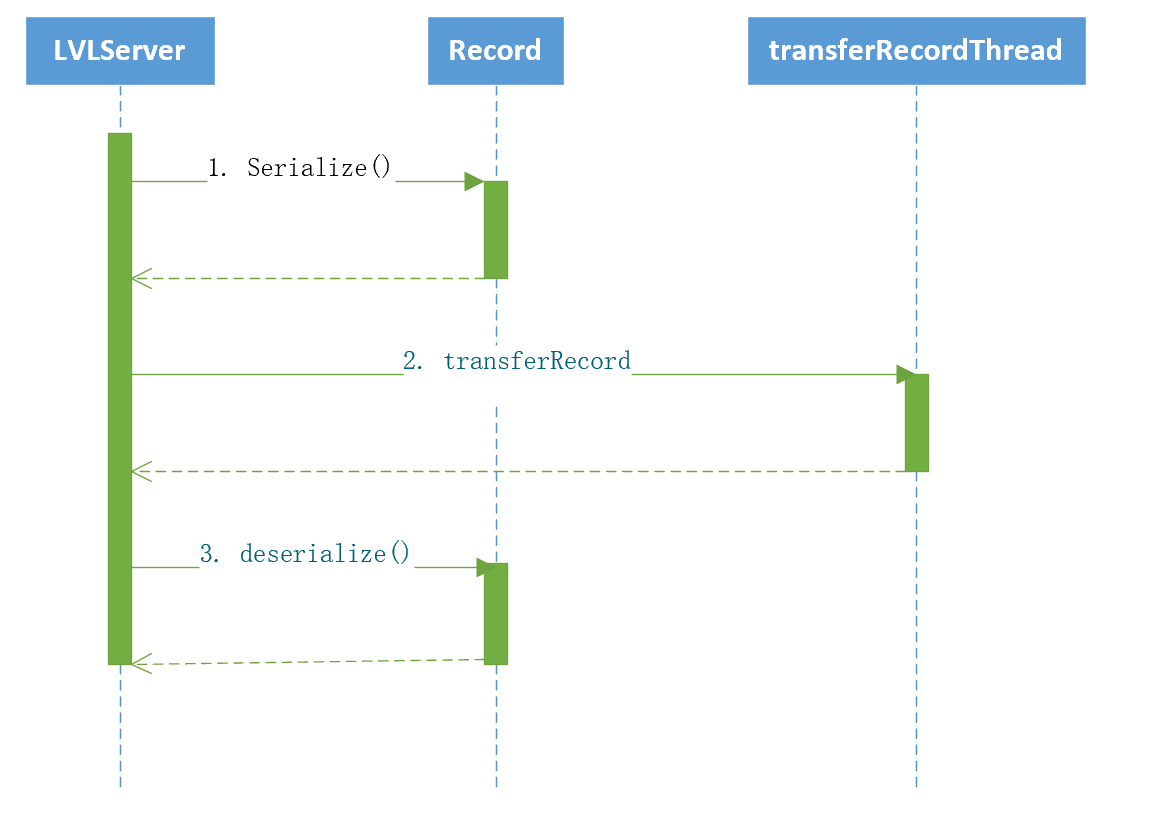 LVLServer
Record
transferRecordThread
1. Serialize()
2. transferRecord
3. deserialize()